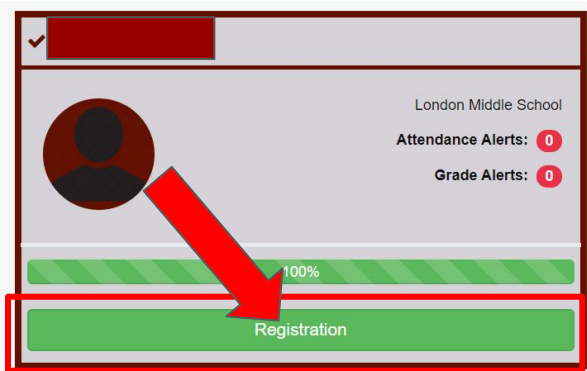 London Middle School
Attendance Alerts: 0
Grade Alerts: 0
100%
Registration